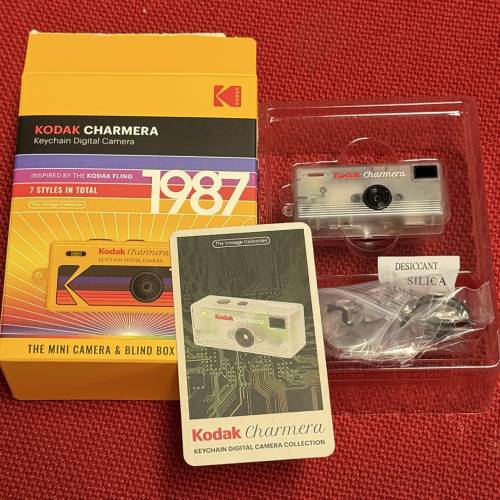 Kodak
KODAK CHARMERA
Keychain Digital Camera
INSPIRED BY THE KODAK FLING
7 STYLES IN TOTAL
1987
The Vintage Collection
Kodak Charmera
KEYCHAIN DIGITAL CAMERA
THE MINI CAMERA & BLIND BOX
The Vintage Collection
Kodak Charmera
Kodak Charmera
KEYCHAIN DIGITAL CAMERA COLLECTION
Kodak Charmera
DESICCANT
SILICA